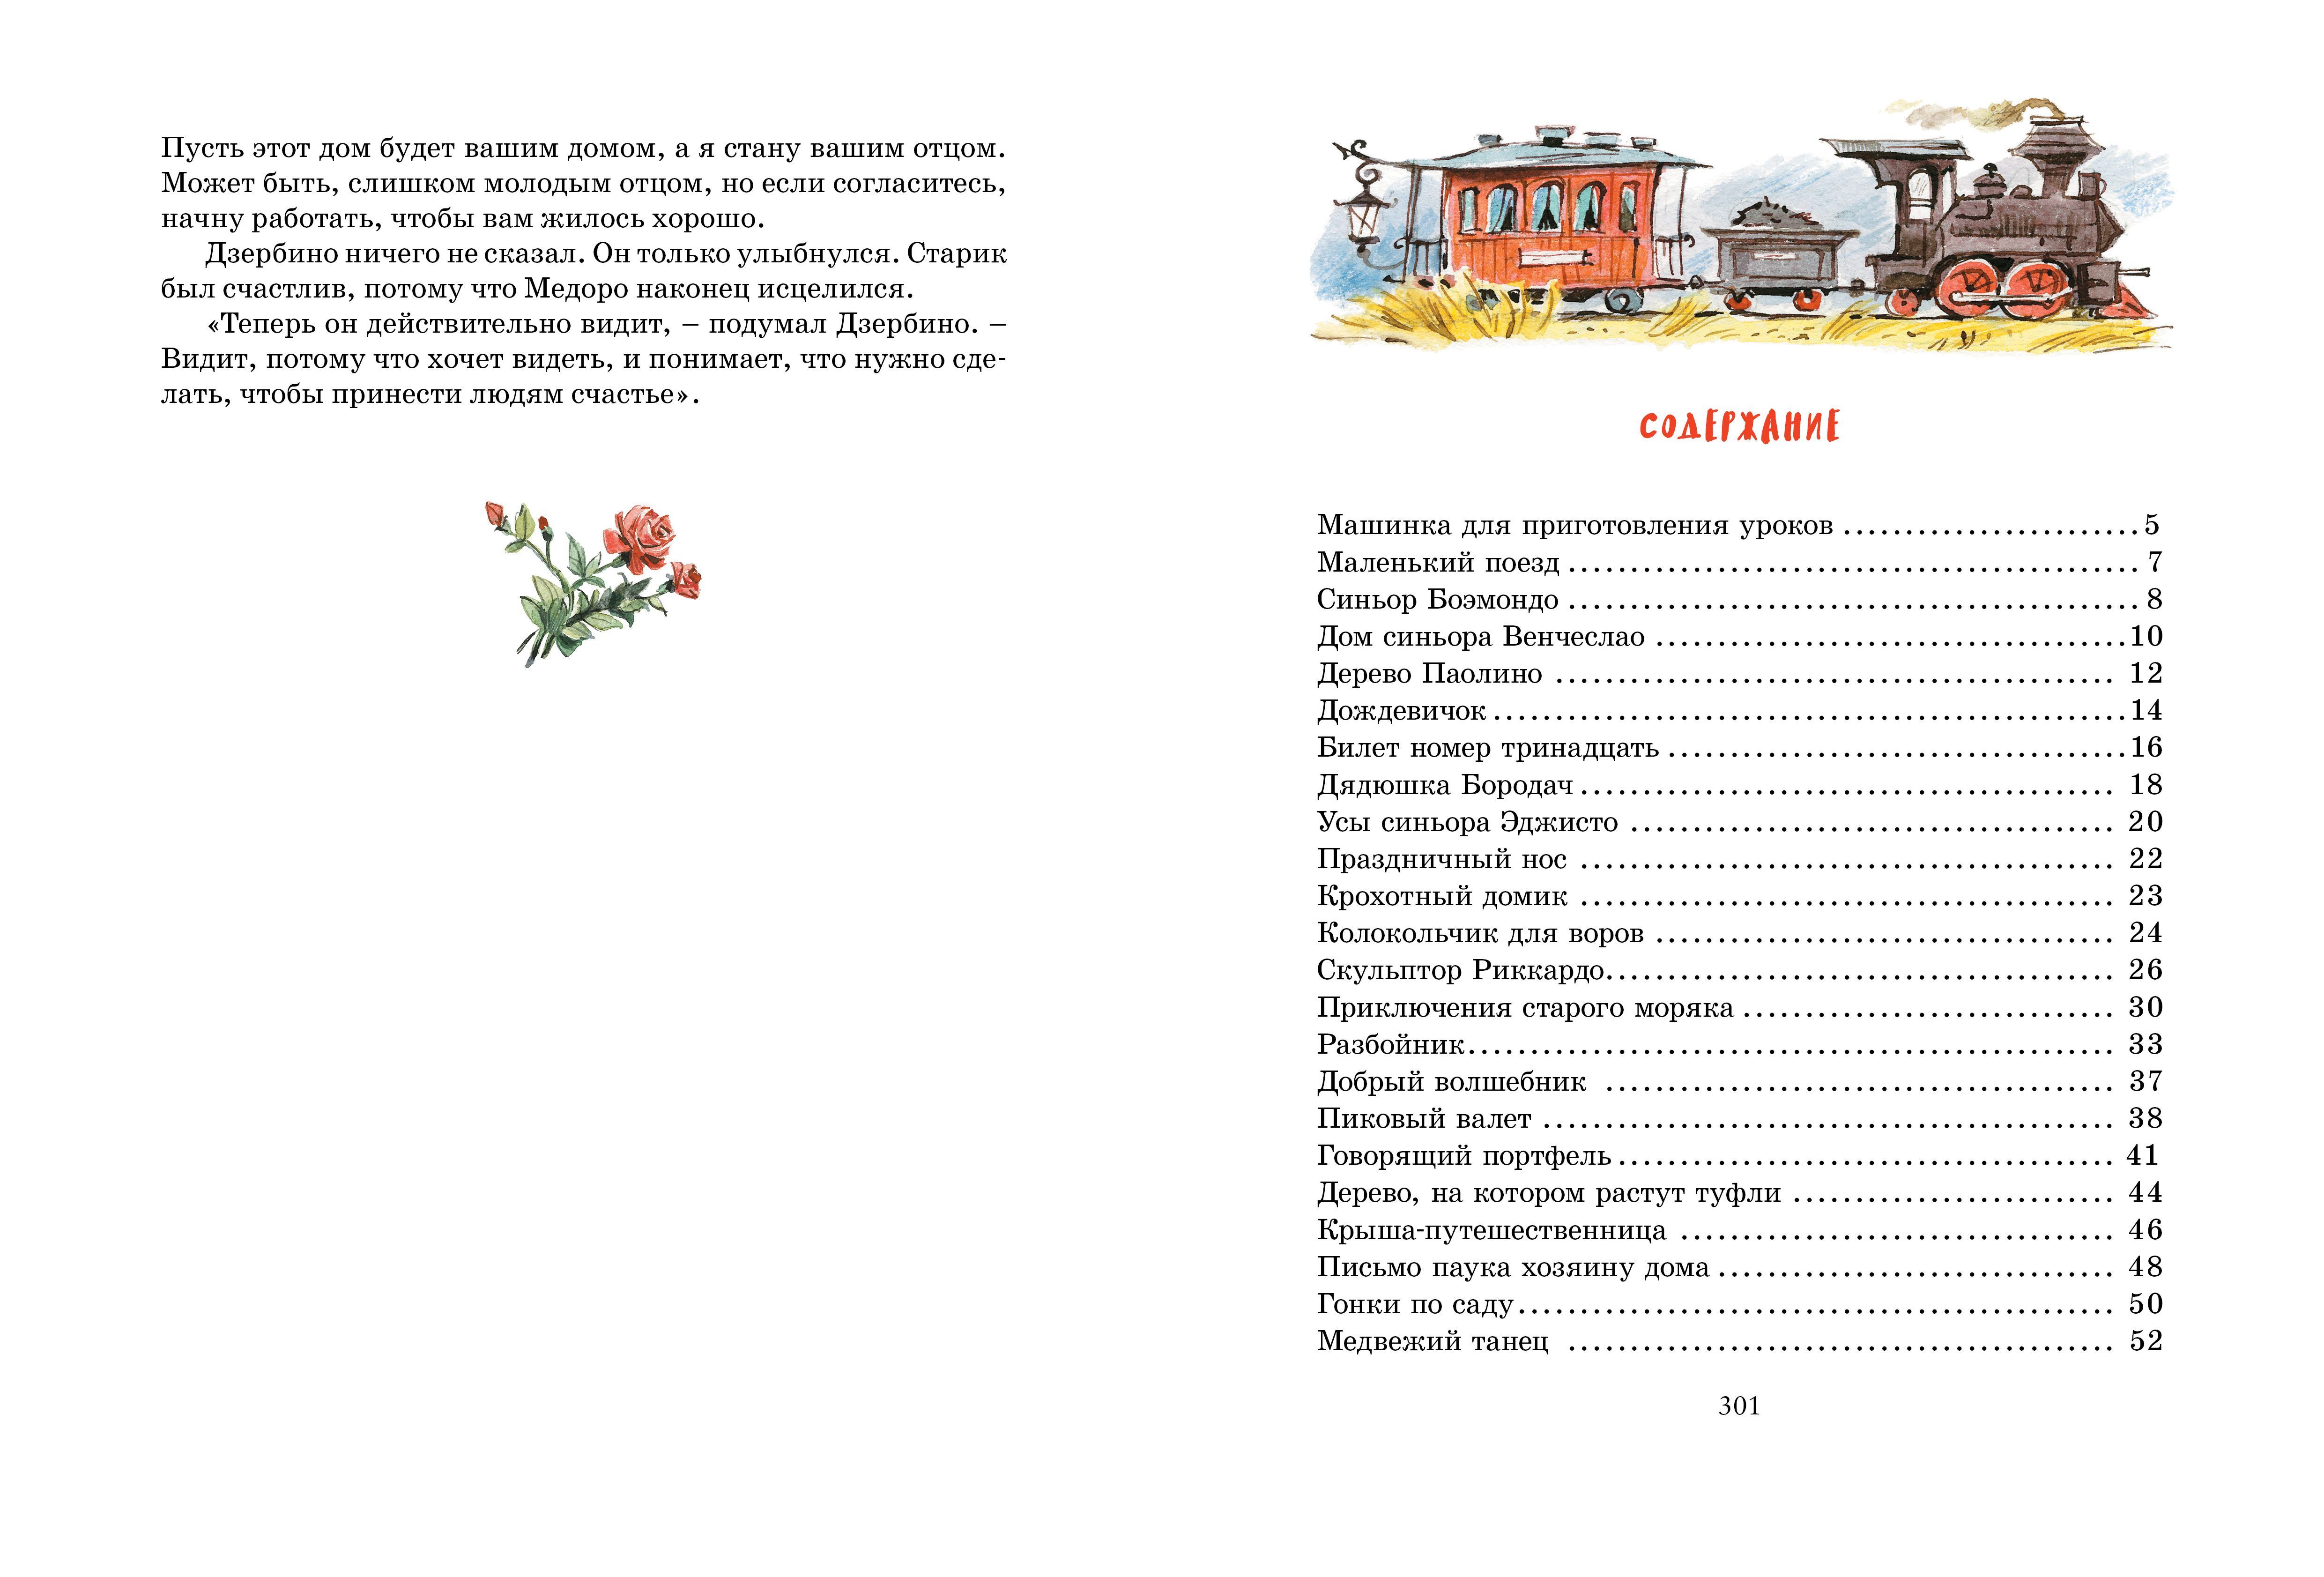 Пусть этот дом будет вашим домом, а я стану вашим отцом.
Может быть, слишком молодым отцом, но если согласитесь,
начну работать, чтобы вам жилось хорошо.
Дзербино ничего не сказал. Он только улыбнулся. Старик
был счастлив, потому что Медоро наконец исцелился.
«Теперь он действительно видит, – подумал Дзербино. –
Видит, потому что хочет видеть, и понимает, что нужно сде-
лать, чтобы принести людям счастье».
СОДЕРЖАНИЕ
Машинка для приготовления уроков ........................ 5
Маленький поезд .............................................. 7
Синьор Боэмондо .............................................. 8
Дом синьора Венчеслао ...................................... 10
Дерево Паолино ............................................. 12
Дождевичок ................................................... 14
Билет номер тринадцать ..................................... 16
Дядюшка Бородач ........................................... 18
Усы синьора Эджисто ....................................... 20
Праздничный нос ........................................... 22
Крохотный домик ........................................... 23
Колокольчик для воров ..................................... 24
Скульптор Риккардо......................................... 26
Приключения старого моряка .............................. 30
Разбойник.................................................... 33
Добрый волшебник ......................................... 37
Пиковый валет .............................................. 38
Говорящий портфель ........................................ 41
Дерево, на котором растут туфли .......................... 44
Крыша-путешественница ................................... 46
Письмо паука хозяину дома ................................ 48
Гонки по саду................................................ 50
Медвежий танец ............................................ 52
301